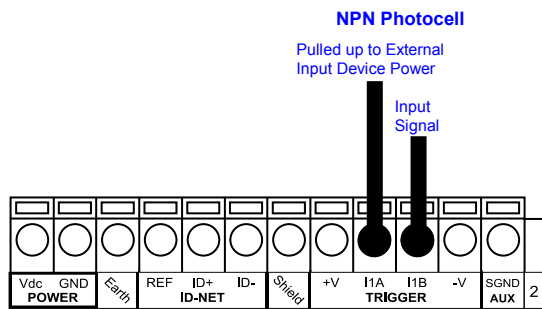 NPN Photocell
Pulled up to External
Input Device Power
Input
Signal
Vdc GND Earth REF ID+ ID- Shield +V I1A I1B -V SGND 2
POWER ID-NET TRIGGER AUX